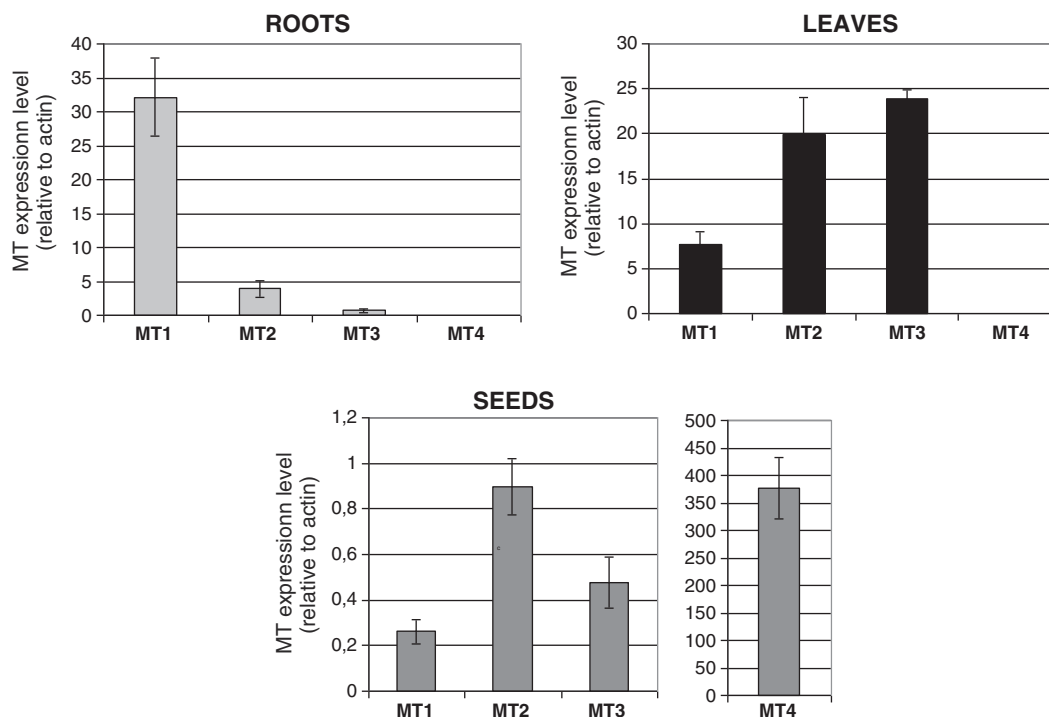 ROOTS
MT expressionn level
(relative to actin)
40
35
30
25
20
15
10
5
0
MT1 MT2 MT3 MT4
LEAVES
MT expressionn level
(relative to actin)
30
25
20
15
10
5
0
MT1 MT2 MT3 MT4
SEEDS
MT expressionn level
(relative to actin)
1,2
1
0,8
0,6
0,4
0,2
0
MT1 MT2 MT3
500
450
400
350
300
250
200
150
100
50
0
MT4